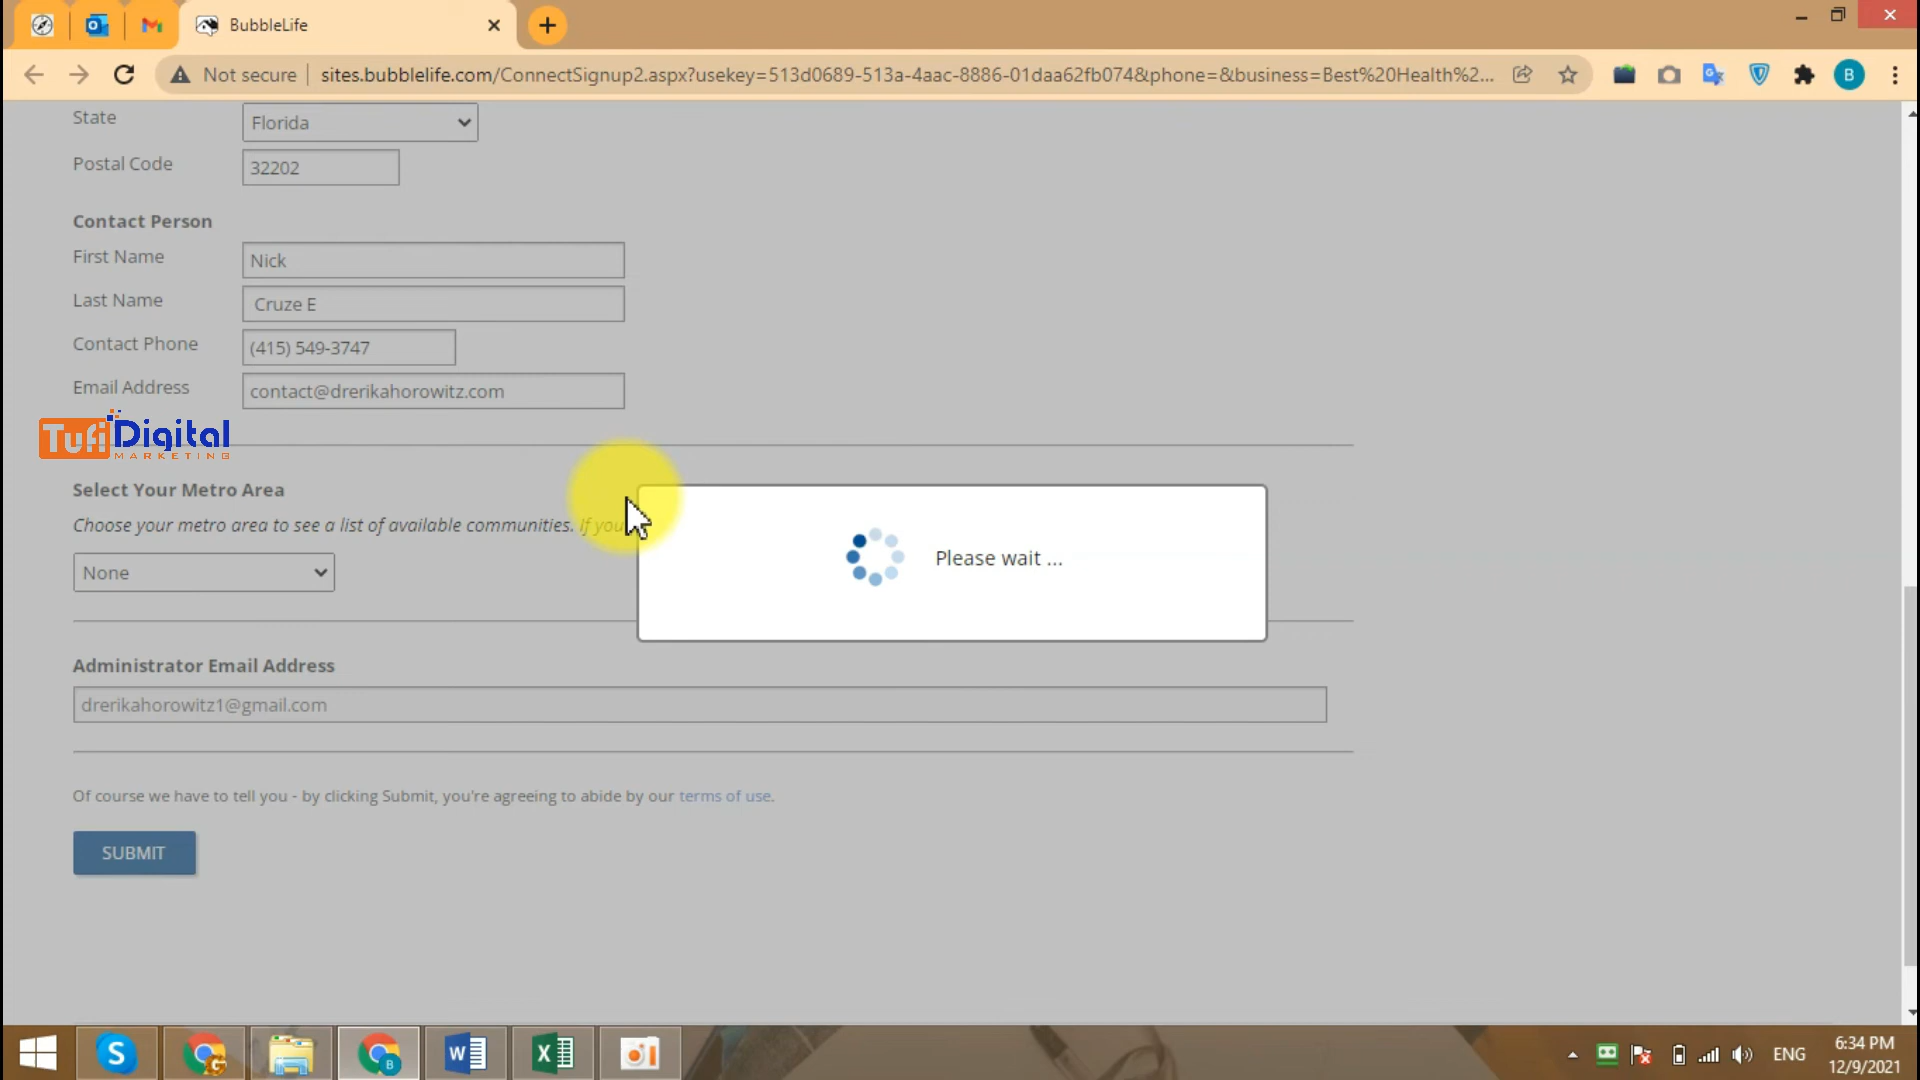 BubbleLife
Not secure
sites.bubblelife.com/ConnectSignup2.aspx?usekey=513d0689-513a-4aac-8886-01daa62fb074&phone=&business=Best%20Health%2...
B
State
Florida
Postal Code
32202
Contact Person
First Name
Nick
Last Name
Cruze E
Contact Phone
(415) 549-3747
Email Address
contact@drerikahorowitz.com
Tufi Digital
MARKETING
Select Your Metro Area
Choose your metro area to see a list of available communities. If you
None
Please wait ...
Administrator Email Address
drerikahorowitz1@gmail.com
Of course we have to tell you - by clicking Submit, you're agreeing to abide by our terms of use.
SUBMIT
ENG
6:34 PM
12/9/2021